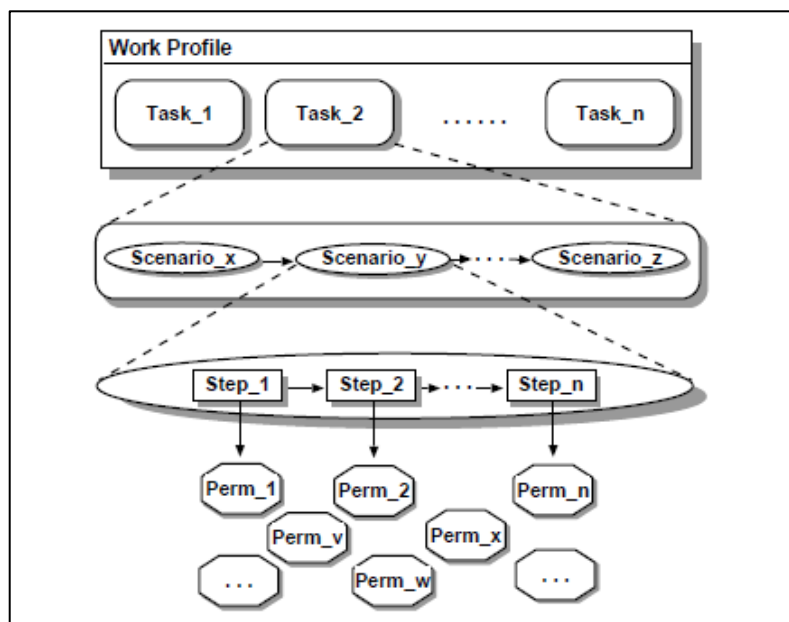 Work Profile
Task_1 Task_2 ...... Task_n
Scenario_x Scenario_y ... Scenario_z
Step_1 Step_2 ... Step_n
Perm_1 Perm_2 Perm_n
Perm_v Perm_x
... Perm_w ...